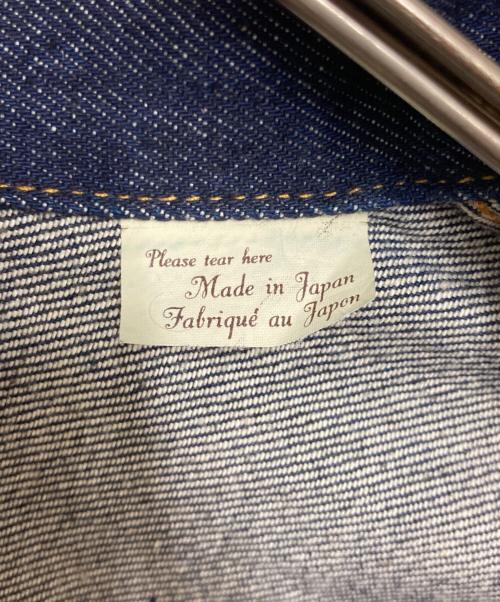 Please tear here
Made in Japan
Fabriqué au Japon